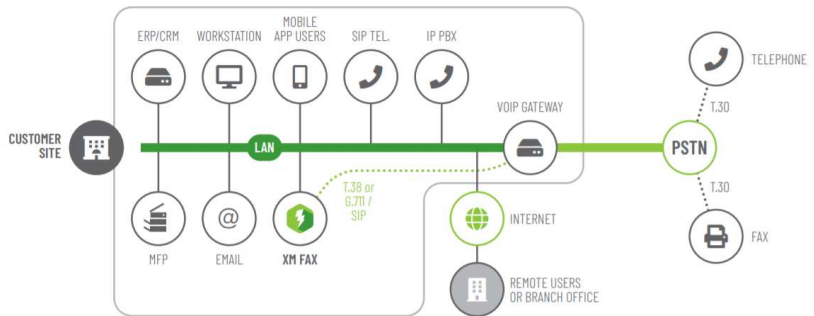 MOBILE
ERP/CRM WORKSTATION APP USERS SIP TEL. IP PBX
TELEPHONE
VOIP GATEWAY
T.30
CUSTOMER
SITE
LAN
PSTN
T.38 or
G.711 /
SIP
T.30
INTERNET
@
FAX
MFP EMAIL XM FAX
REMOTE USERS
OR BRANCH OFFICE